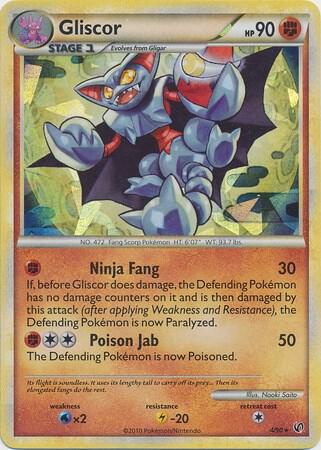 Gliscor HP 90
STAGE 1 Evolves from Gligar
NO. 472 Fang Scorp Pokémon HT. 6'07" WT. 93.7 lbs.
Ninja Fang 30
If, before Gliscor does damage, the Defending Pokémon
has no damage counters on it and is then damaged by
this attack (after applying Weakness and Resistance), the
Defending Pokémon is now Paralyzed.
Poison Jab 50
The Defending Pokémon is now Poisoned.
Its flight is soundless. It uses its lengthy tail to carry off its prey... Then its
elongated fangs do the rest.
Illus. Naoki Saito
weakness resistance retreat cost
×2 -20
©2010 Pokémon/Nintendo 4/90 ★